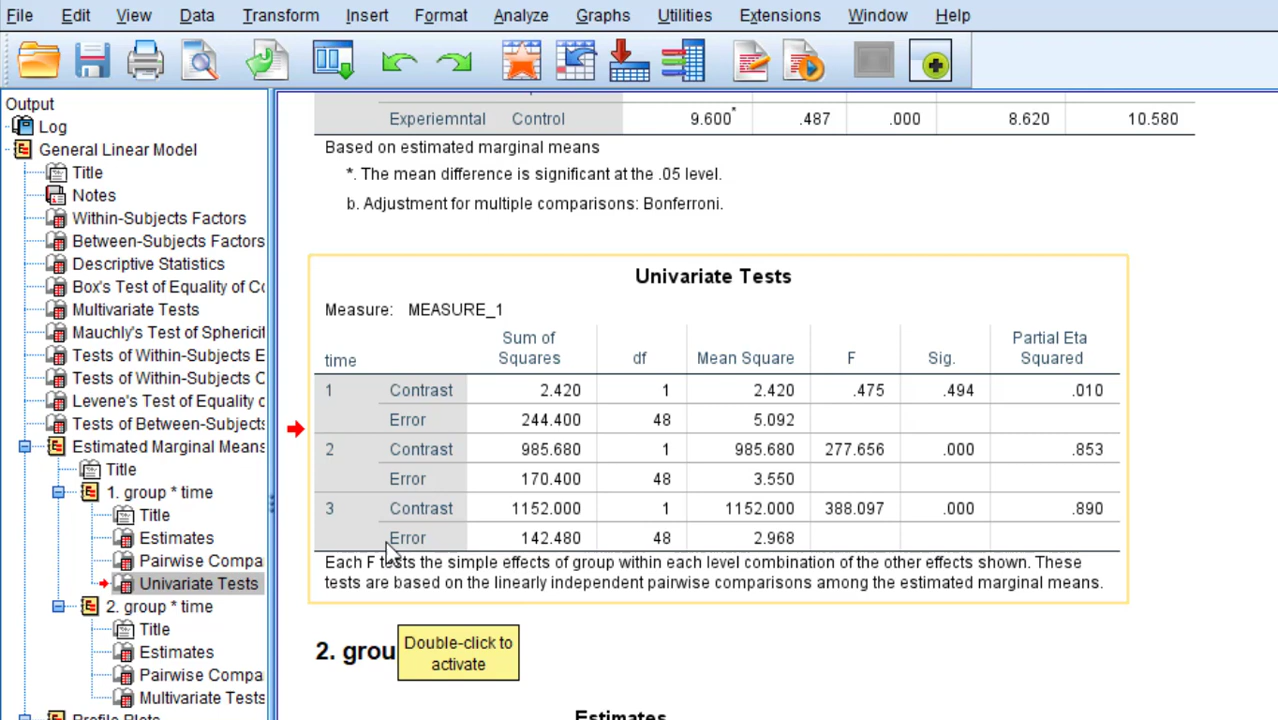 File Edit View Data Transform Insert Format Analyze Graphs Utilities Extensions Window Help
Output
Log
General Linear Model
Title
Notes
Within-Subjects Factors
Between-Subjects Factors
Descriptive Statistics
Box's Test of Equality of Co
Multivariate Tests
Mauchly's Test of Sphericit
Tests of Within-Subjects E
Tests of Within-Subjects C
Levene's Test of Equality o
Tests of Between-Subjects
Estimated Marginal Means
Title
1. group * time
Title
Estimates
Pairwise Compa
Univariate Tests
2. group * time
Title
Estimates
Pairwise Compa
Multivariate Tests
Profile Plots
Experiemntal Control 9.600* .487 .000 8.620 10.580
Based on estimated marginal means
*. The mean difference is significant at the .05 level.
b. Adjustment for multiple comparisons: Bonferroni.
Univariate Tests
Measure: MEASURE_1
time Sum of Squares df Mean Square F Sig. Partial Eta Squared
1 Contrast 2.420 1 2.420 .475 .494 .010
Error 244.400 48 5.092
2 Contrast 985.680 1 985.680 277.656 .000 .853
Error 170.400 48 3.550
3 Contrast 1152.000 1 1152.000 388.097 .000 .890
Error 142.480 48 2.968
Each F tests the simple effects of group within each level combination of the other effects shown. These
tests are based on the linearly independent pairwise comparisons among the estimated marginal means.
2. grou
Double-click to
activate
Estimates